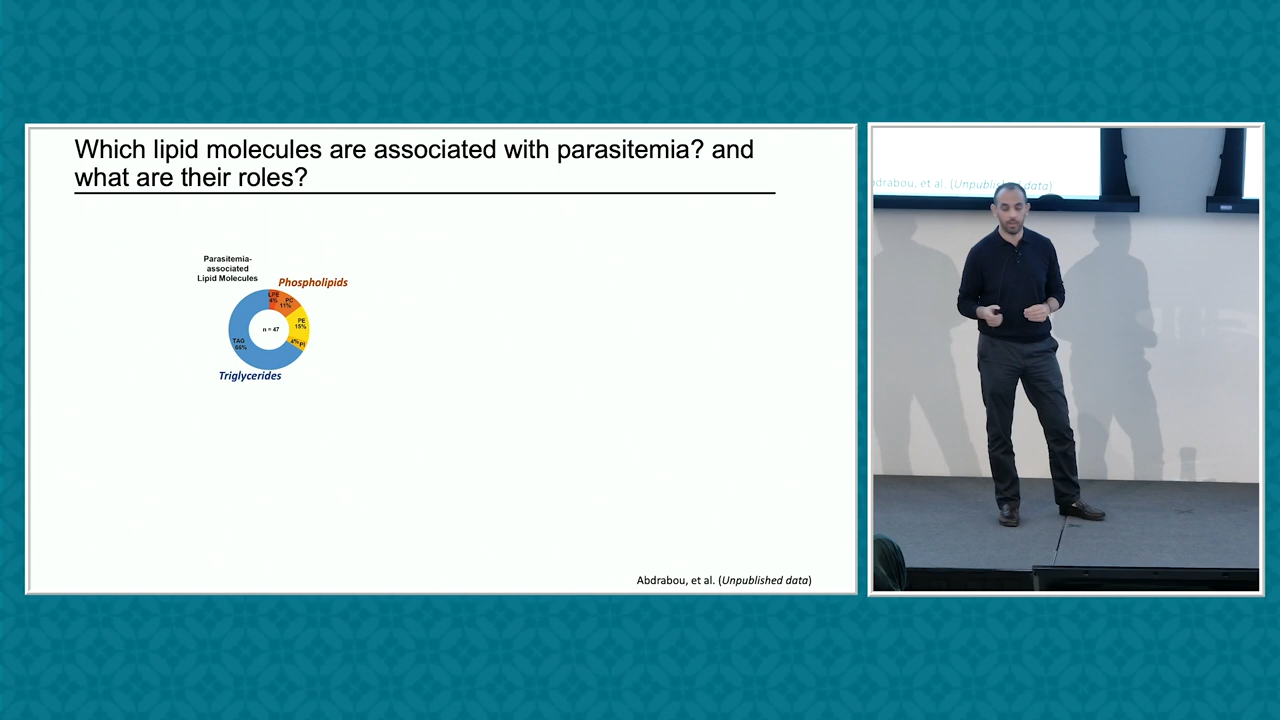 Which lipid molecules are associated with parasitemia? and
what are their roles?
Parasitemia-
associated
Lipid Molecules
Phospholipids
LPE
4%
PC
11%
PE
15%
4% PI
n = 47
TAG
66%
Triglycerides
Abdrabou, et al. (Unpublished data)
drabou, et al. (Unpublished data)